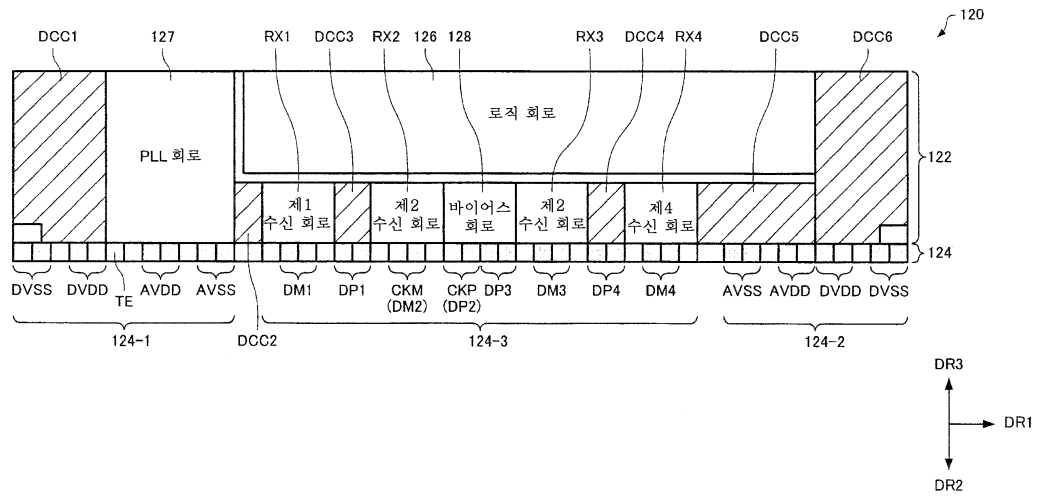 120
DCC1 127 RX1 DCC3 RX2 126 128 RX3 DCC4 RX4 DCC5 DCC6
로직 회로
PLL 회로
122
제1
수신 회로
제2
수신 회로
바이어스
회로
제2
수신 회로
제4
수신 회로
124
DVSS DVDD TE AVDD AVSS DM1 DP1 CKM CKP DP3 DM3 DP4 DM4 AVSS AVDD DVDD DVSS
(DM2) (DP2)
124-1 DCC2 124-3 124-2
DR3
DR1
DR2